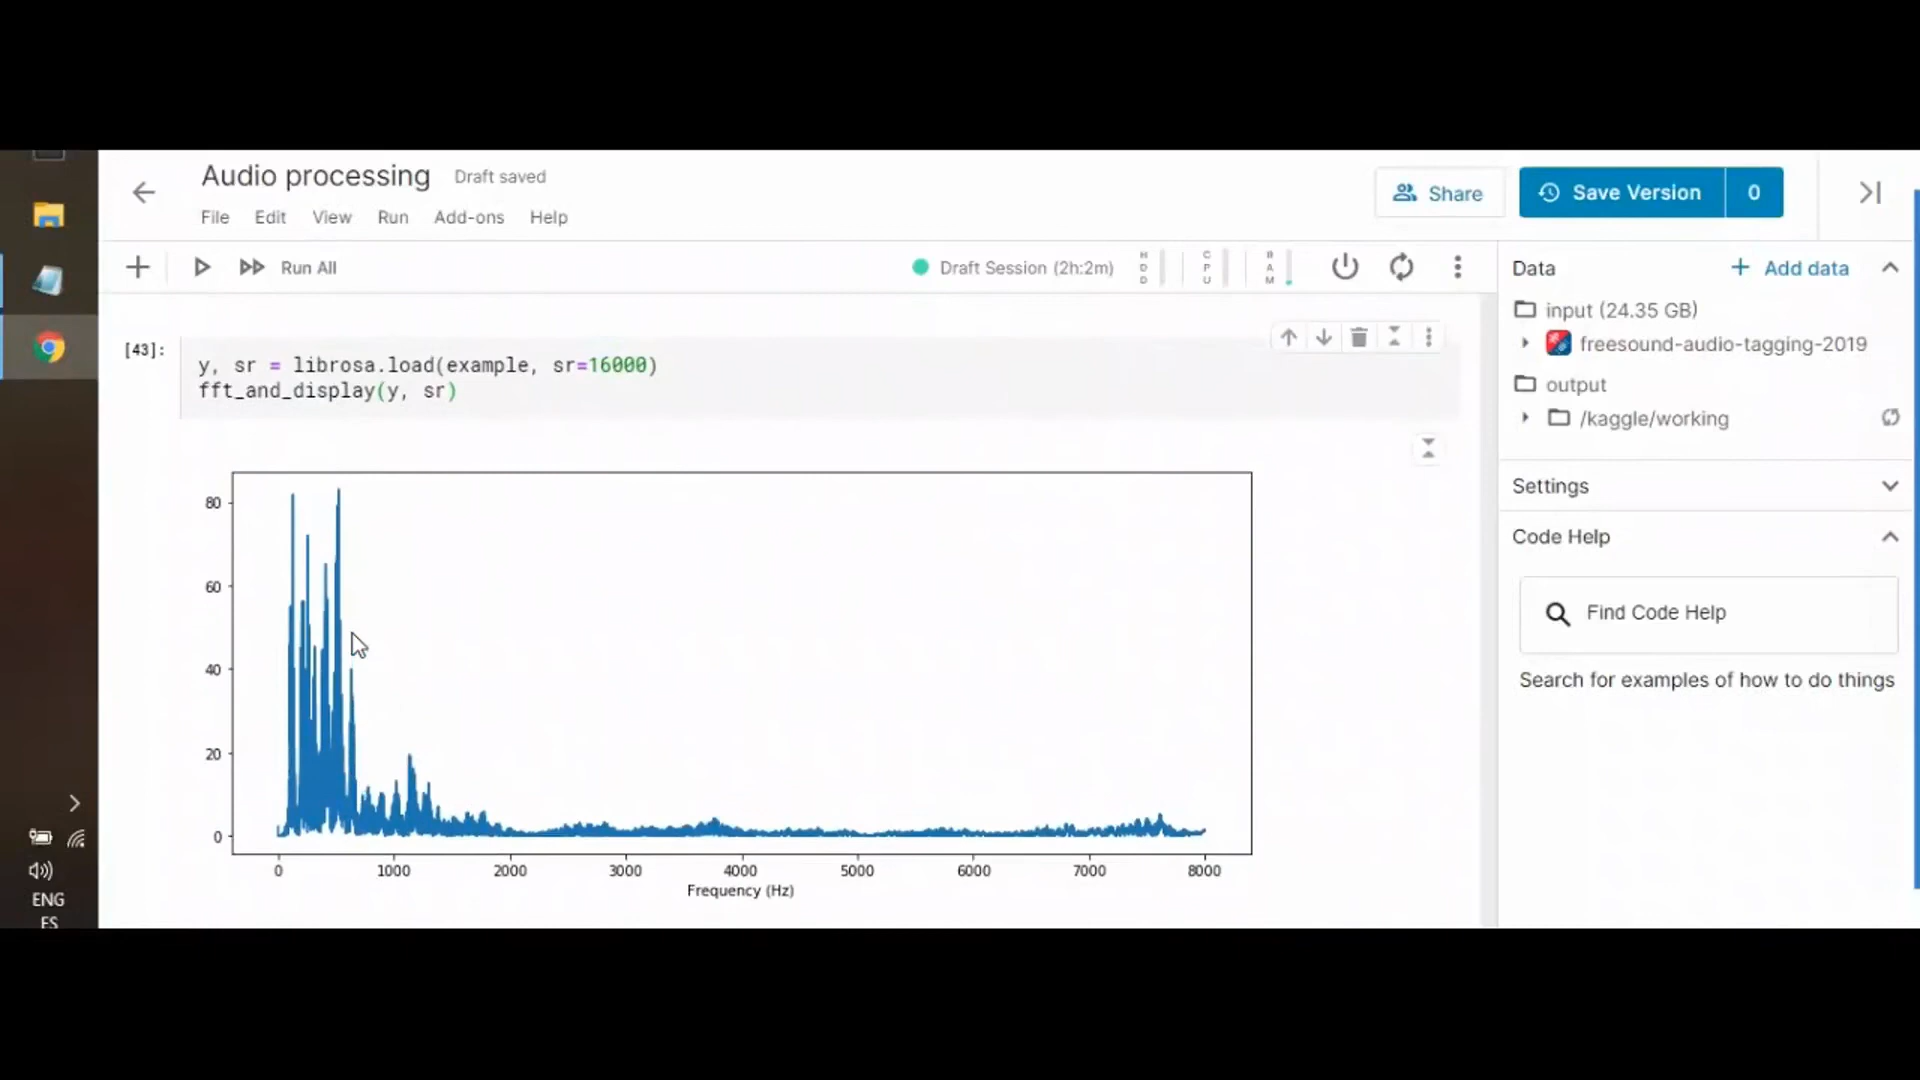 Audio processing
Draft saved
File Edit View Run Add-ons Help
Share
Save Version
0
Run All
Draft Session (2h:2m)
HDD
CPU
RAM
[43]:
y, sr = librosa.load(example, sr=16000)
fft_and_display(y, sr)
80
60
40
20
0
0 1000 2000 3000 4000 5000 6000 7000 8000
Frequency (Hz)
Data
+ Add data
input (24.35 GB)
freesound-audio-tagging-2019
output
/kaggle/working
Settings
Code Help
Find Code Help
Search for examples of how to do things
ENG
ES